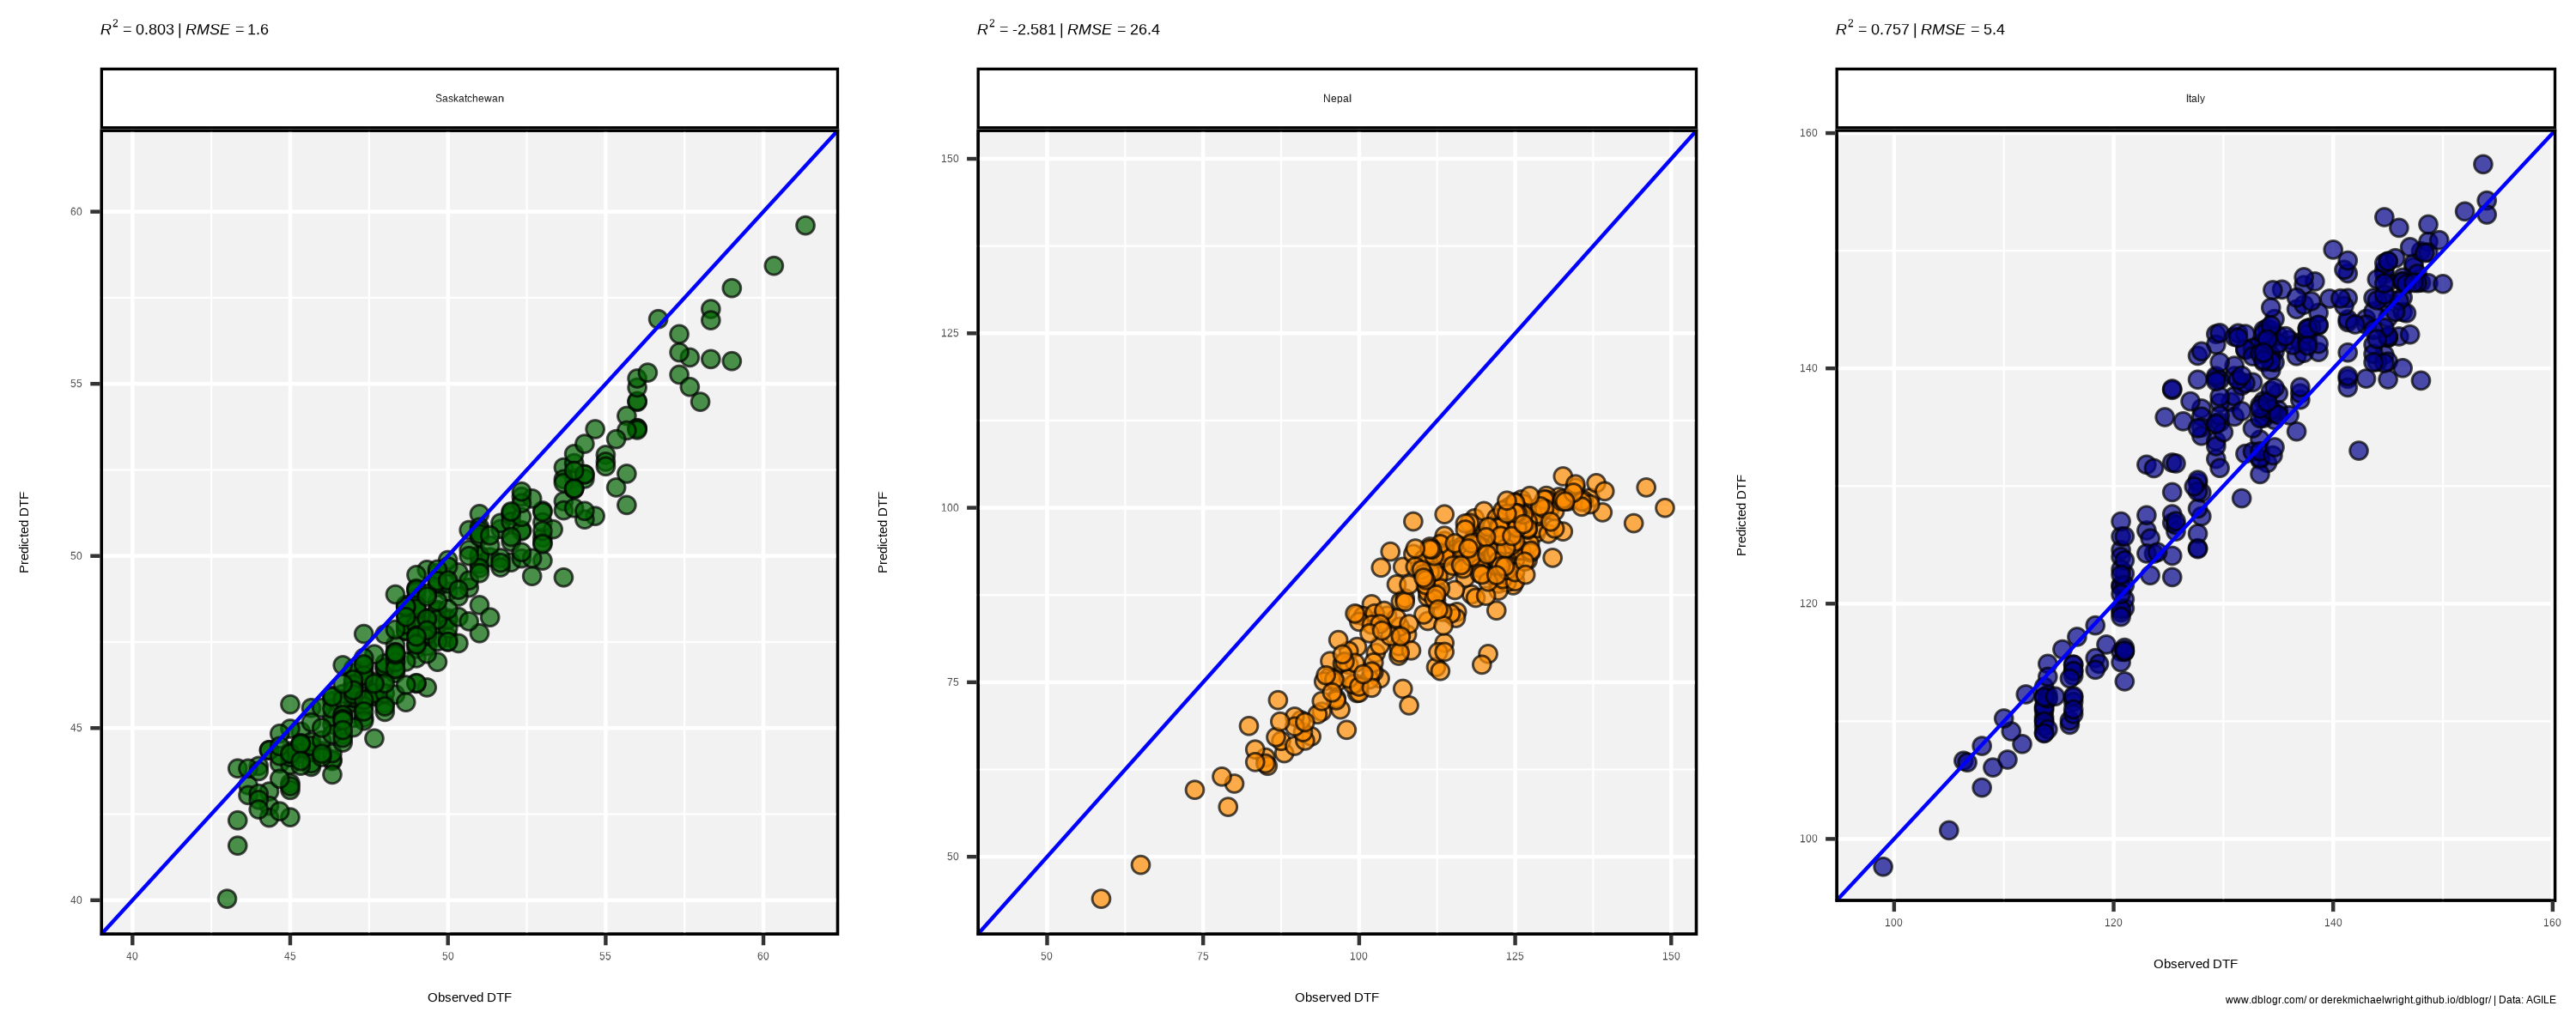 R² = 0.803 | RMSE = 1.6
Saskatchewan
60
55
50
45
40
Predicted DTF
40 45 50 55 60
Observed DTF
R² = -2.581 | RMSE = 26.4
Nepal
150
125
100
75
50
Predicted DTF
50 75 100 125 150
Observed DTF
R² = 0.757 | RMSE = 5.4
Italy
160
140
120
100
Predicted DTF
100 120 140 160
Observed DTF
www.dblogr.com/ or derekmichaelwright.github.io/dblogr/ | Data: AGILE